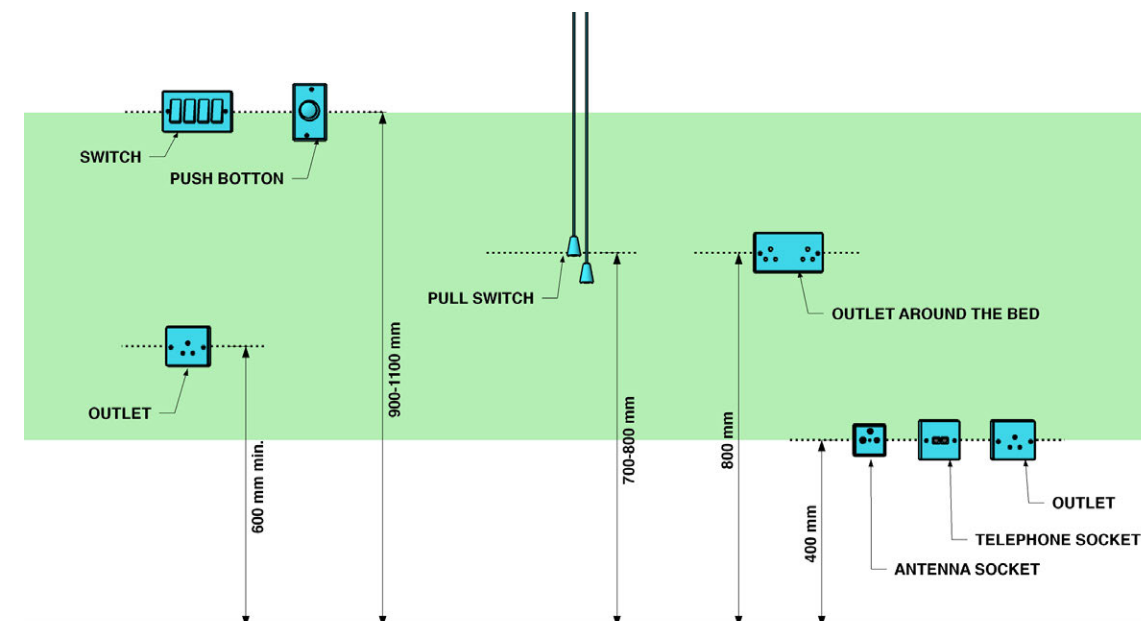 SWITCH
PUSH BOTTON
PULL SWITCH
OUTLET AROUND THE BED
OUTLET
900-1100 mm
600 mm min.
700-800 mm
800 mm
400 mm
OUTLET
TELEPHONE SOCKET
ANTENNA SOCKET